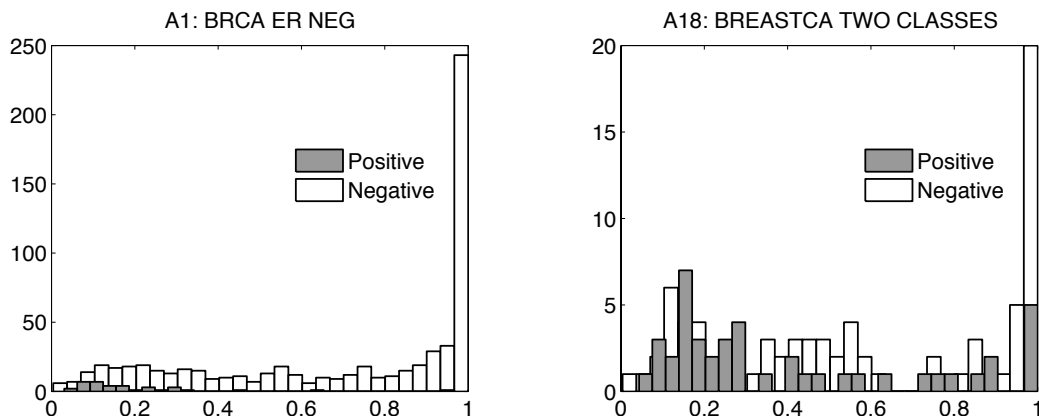 A1: BRCA ER NEG
250
200
150
100
50
0
Positive
Negative
0 0.2 0.4 0.6 0.8 1
A18: BREASTCA TWO CLASSES
20
15
10
5
0
Positive
Negative
0 0.2 0.4 0.6 0.8 1